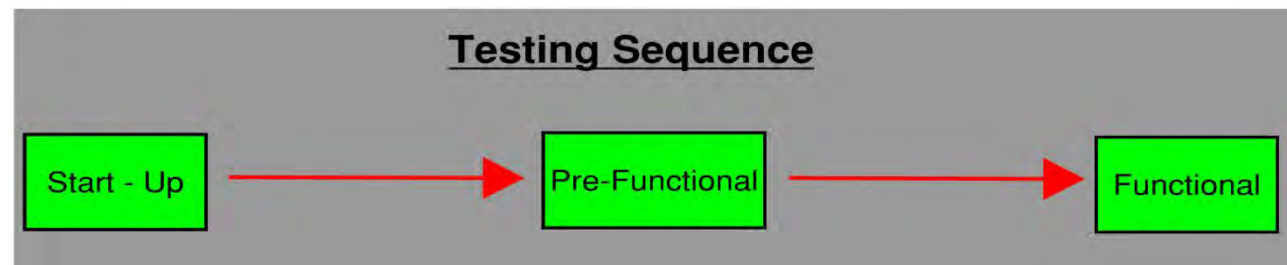 Testing Sequence
Start - Up
Pre-Functional
Functional